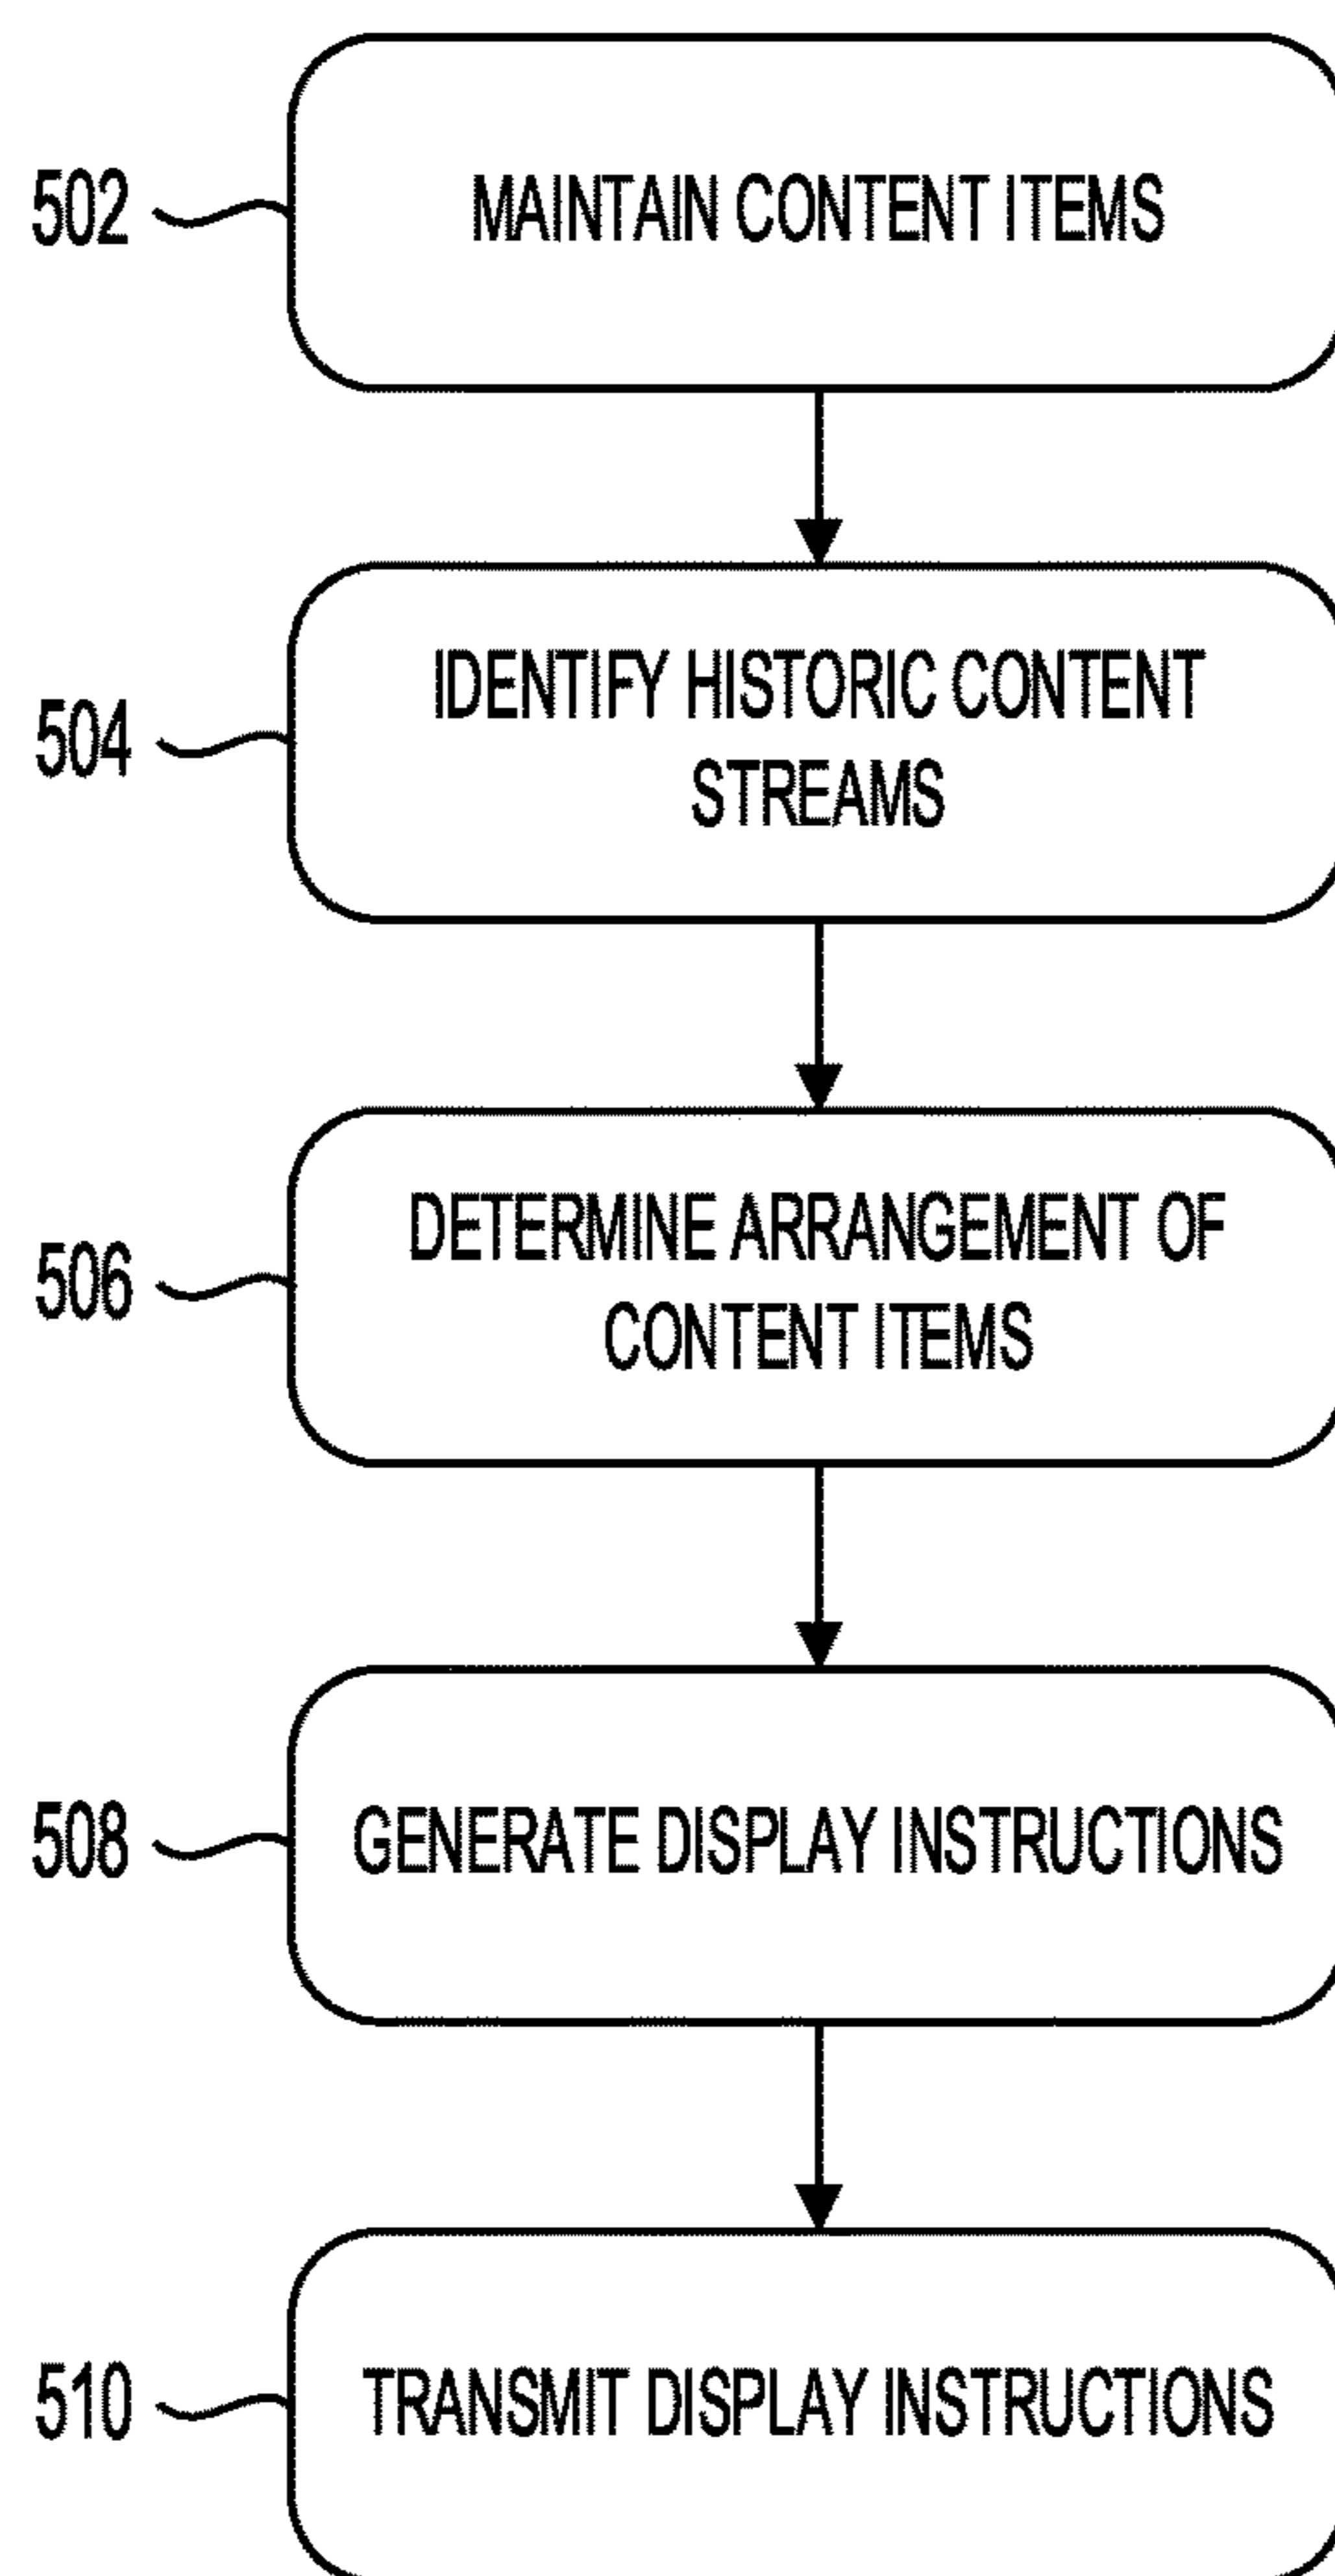 502
MAINTAIN CONTENT ITEMS
504
IDENTIFY HISTORIC CONTENT
STREAMS
506
DETERMINE ARRANGEMENT OF
CONTENT ITEMS
508
GENERATE DISPLAY INSTRUCTIONS
510
TRANSMIT DISPLAY INSTRUCTIONS